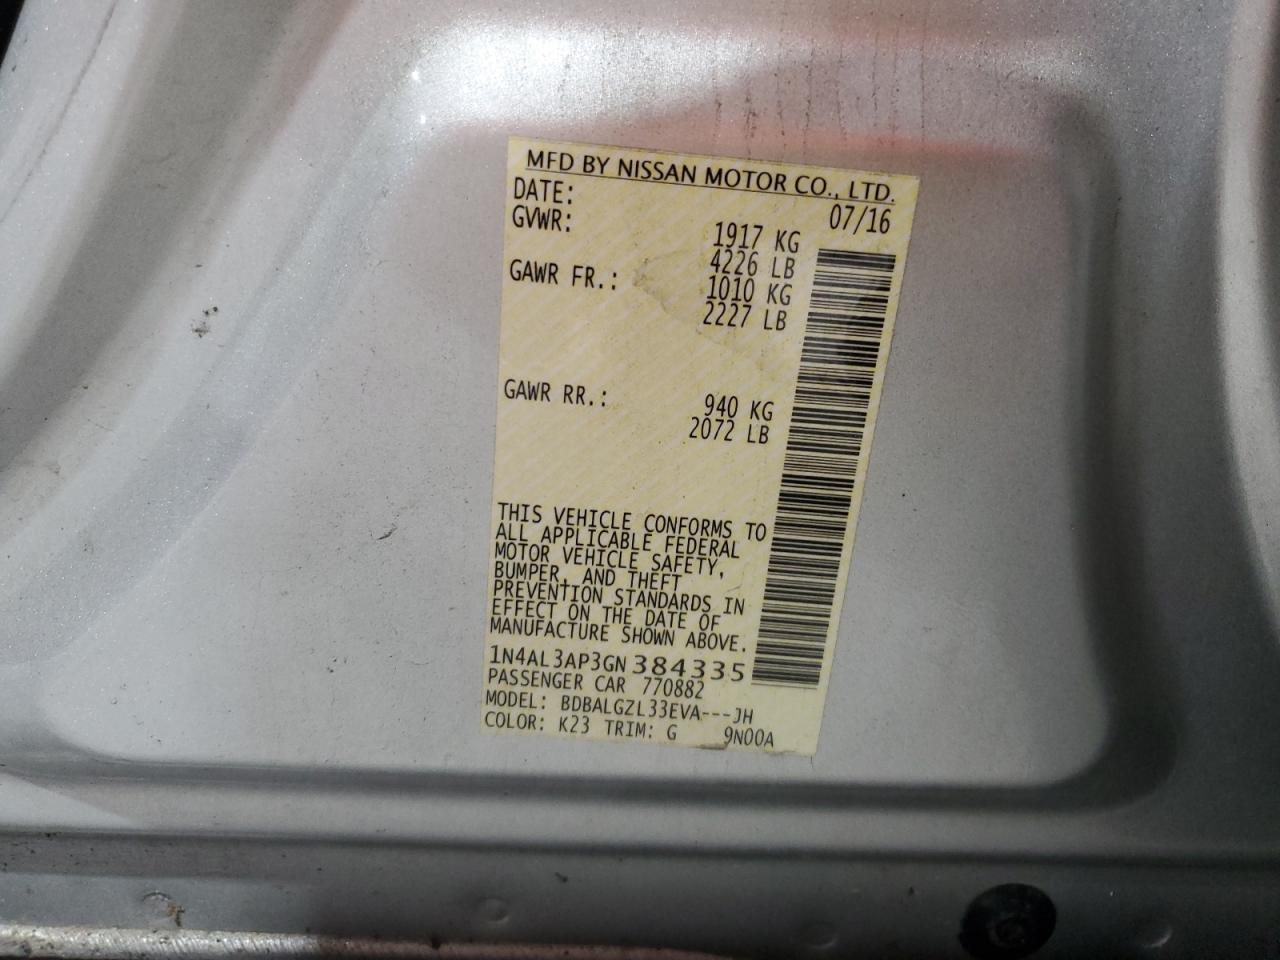 MFD BY NISSAN MOTOR CO., LTD.
DATE: 07/16
GVWR: 1917 KG
4226 LB
GAWR FR.: 1010 KG
2227 LB
GAWR RR.: 940 KG
2072 LB
THIS VEHICLE CONFORMS TO
ALL APPLICABLE FEDERAL
MOTOR VEHICLE SAFETY,
BUMPER, AND THEFT
PREVENTION STANDARDS IN
EFFECT ON THE DATE OF
MANUFACTURE SHOWN ABOVE.
1N4AL3AP3GN384335
PASSENGER CAR 770882
MODEL: BDBALGZL33EVA---JH
COLOR: K23 TRIM: G 9N00A